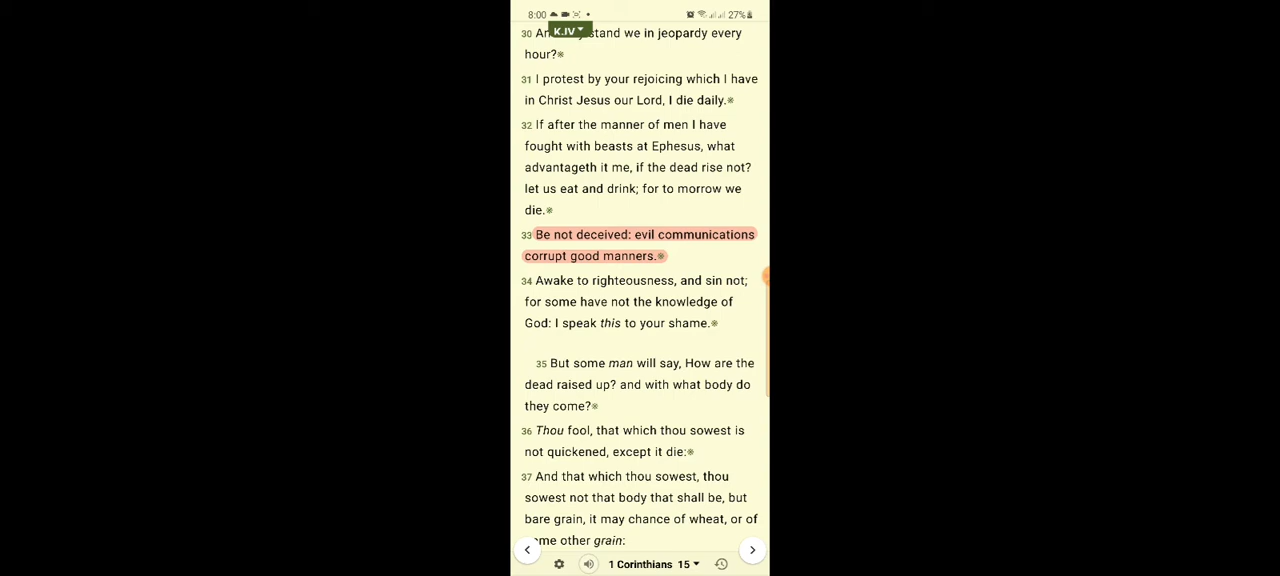 8:00 27%
KJV
30 stand we in jeopardy every
hour?※
31 I protest by your rejoicing which I have
in Christ Jesus our Lord, I die daily.※
32 If after the manner of men I have
fought with beasts at Ephesus, what
advantageth it me, if the dead rise not?
let us eat and drink; for to morrow we
die.※
33 Be not deceived: evil communications
corrupt good manners.※
34 Awake to righteousness, and sin not;
for some have not the knowledge of
God: I speak this to your shame.※
35 But some man will say, How are the
dead raised up? and with what body do
they come?※
36 Thou fool, that which thou sowest is
not quickened, except it die:※
37 And that which thou sowest, thou
sowest not that body that shall be, but
bare grain, it may chance of wheat, or of
other grain:
1 Corinthians 15